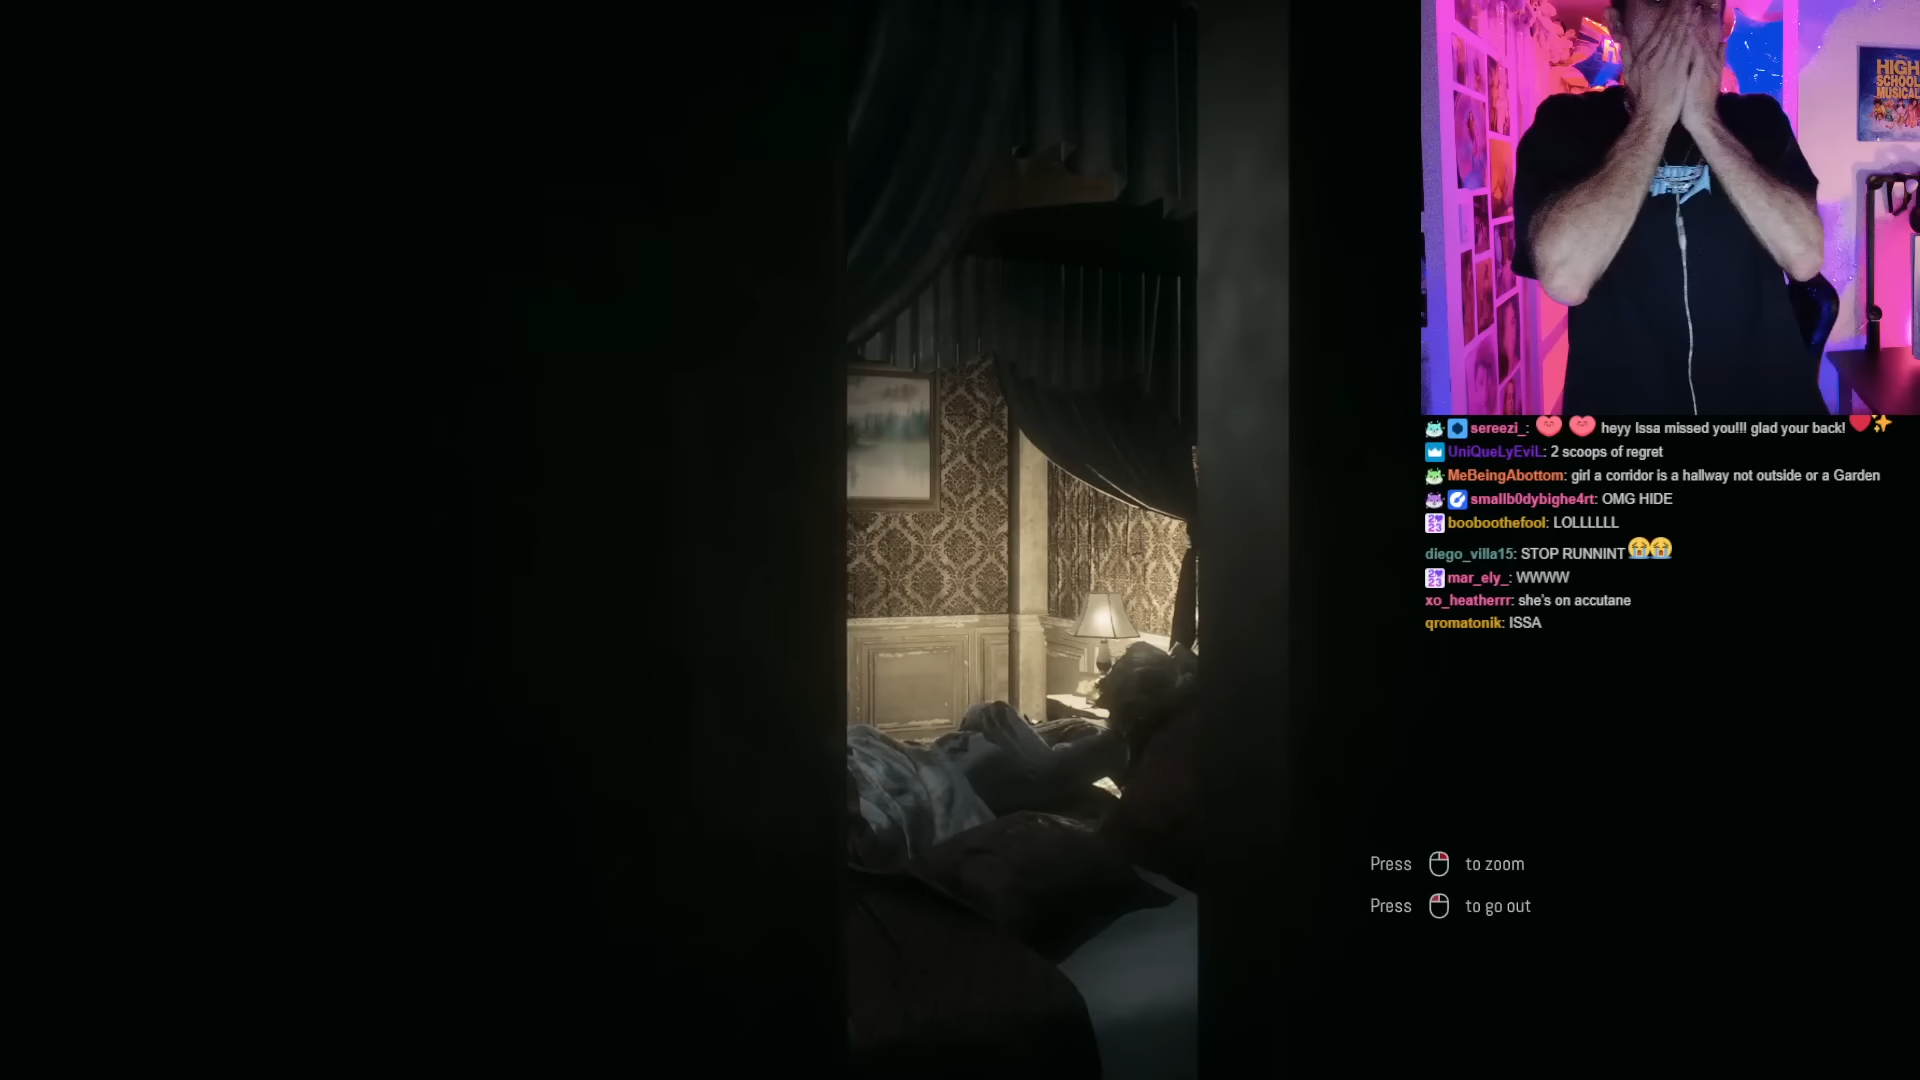 HIGH
SCHOOL
MUSICAL
sereezi_: heyy Issa missed you!!! glad your back!
UniQueLyEviL: 2 scoops of regret
MeBeingAbottom: girl a corridor is a hallway not outside or a Garden
smallb0dybighe4rt: OMG HIDE
booboothefool: LOLLLLLL
diego_villa15: STOP RUNNINT
mar_ely_: WWWW
xo_heatherrr: she's on accutane
qromatonik: ISSA
Press to zoom
Press to go out